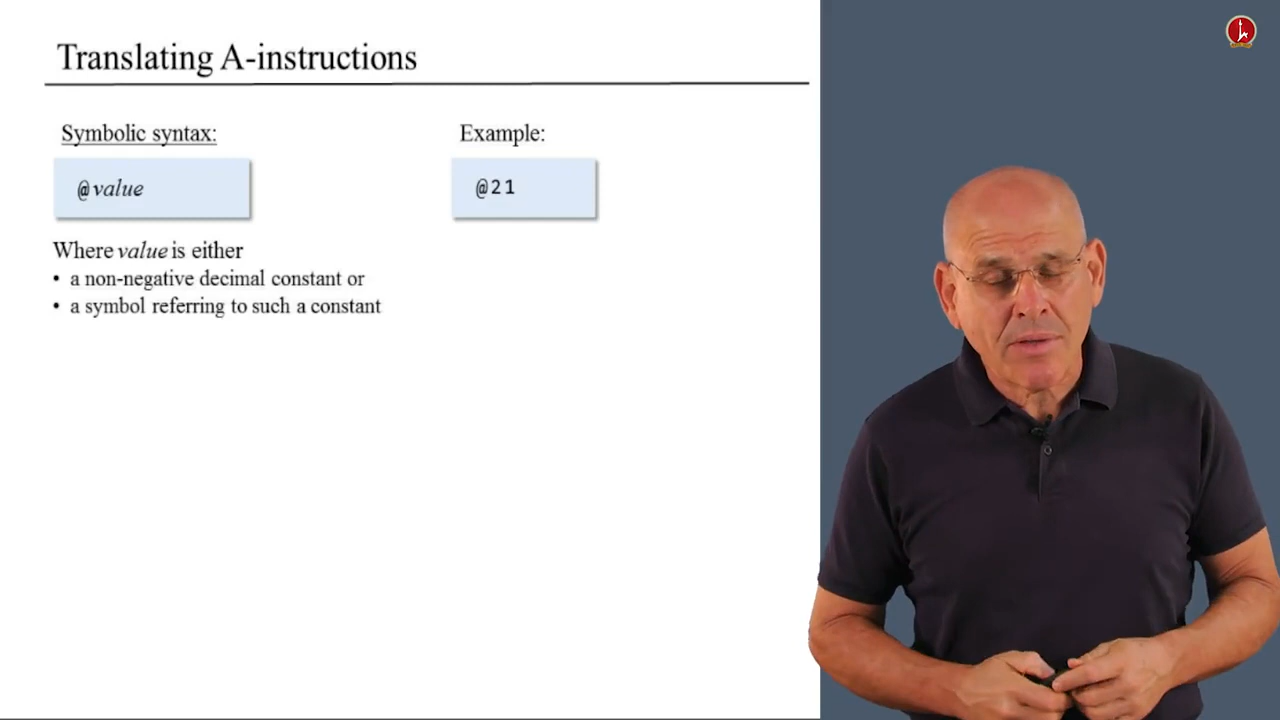 Translating A-instructions
Symbolic syntax:
Example:
@value
@21
Where value is either
• a non-negative decimal constant or
• a symbol referring to such a constant